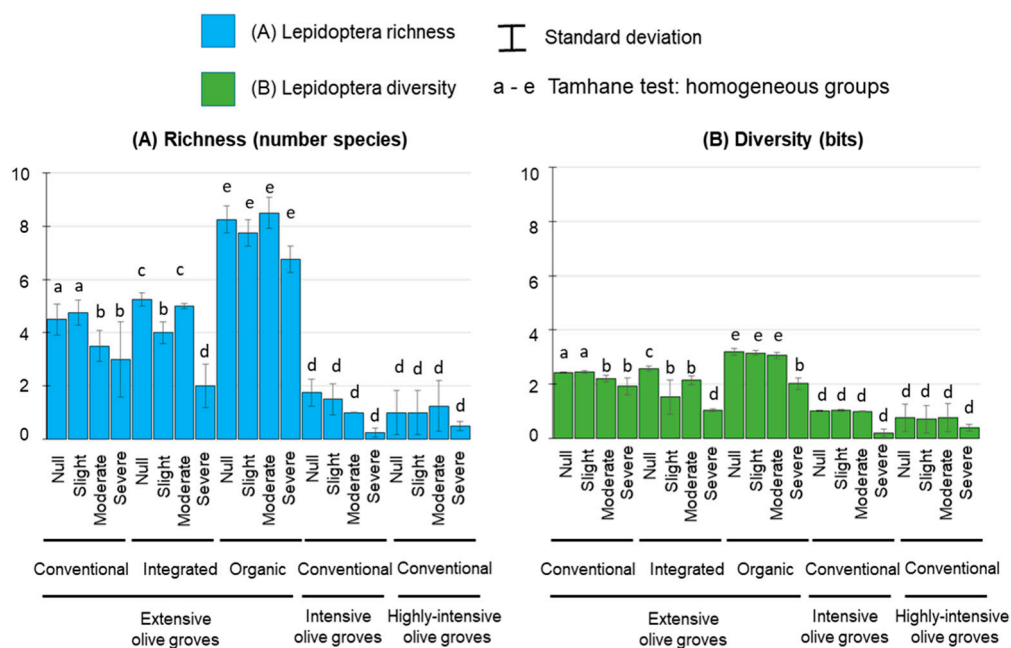 (A) Lepidoptera richness
Standard deviation
(B) Lepidoptera diversity
a - e Tamhane test: homogeneous groups
(A) Richness (number species)
10
8
6
4
2
0
a a b b c b c d e e e e d d d d d d d d
Null Slight Moderate Severe Null Slight Moderate Severe Null Slight Moderate Severe Null Slight Moderate Severe Null Slight Moderate Severe
Conventional Integrated Organic Conventional Conventional
Extensive
olive groves
Intensive
olive groves
Highly-intensive
olive groves
(B) Diversity (bits)
10
8
6
4
2
0
a a b b c b b d e e e b d d d d d d d d
Null Slight Moderate Severe Null Slight Moderate Severe Null Slight Moderate Severe Null Slight Moderate Severe Null Slight Moderate Severe
Conventional Integrated Organic Conventional Conventional
Extensive
olive groves
Intensive
olive groves
Highly-intensive
olive groves